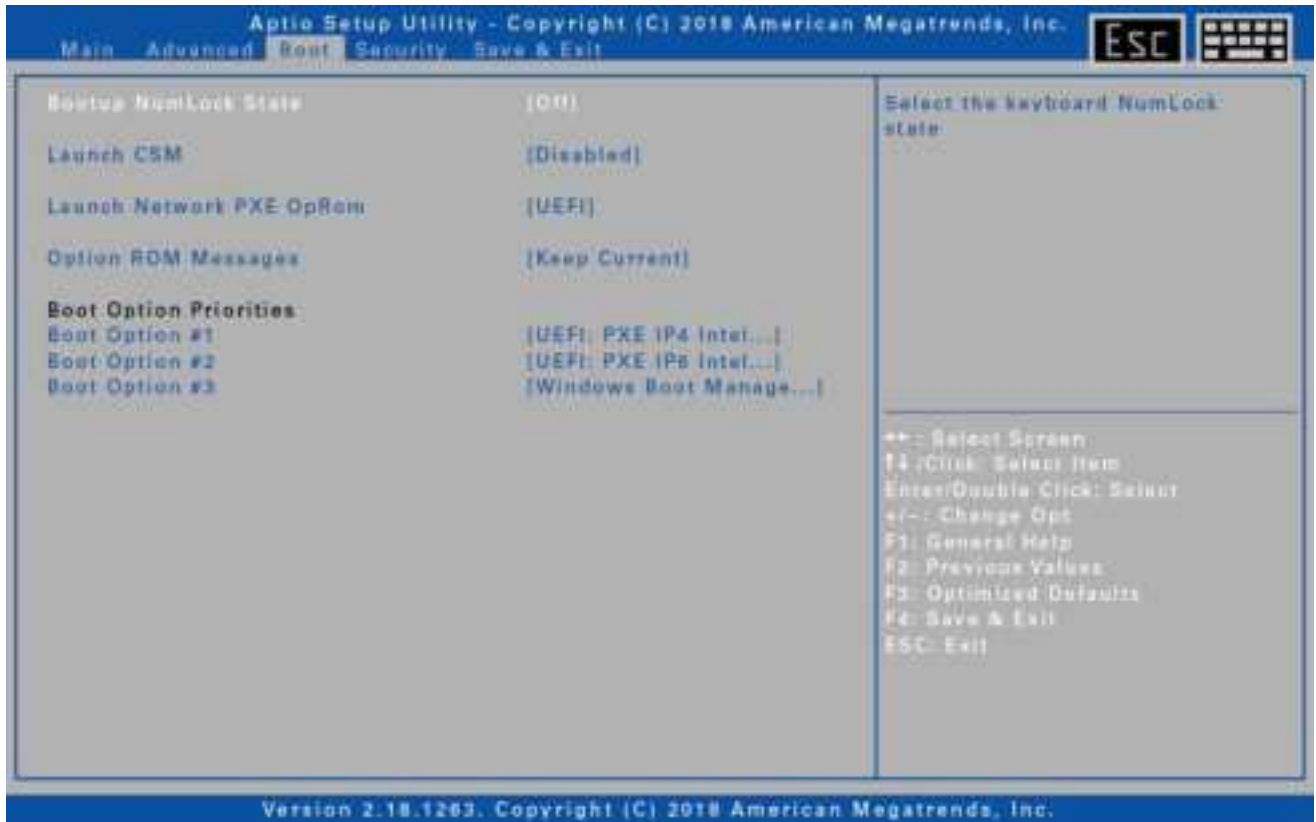 Aptio Setup Utility - Copyright (C) 2018 American Megatrends, Inc.
Esc
Main Advanced Boot Security Save & Exit
Bootup NumLock State [Off]
Select the keyboard NumLock
state
Launch CSM [Disabled]
Launch Network PXE OpRom [UEFI]
Option ROM Messages [Keep Current]
Boot Option Priorities
Boot Option #1 [UEFI: PXE IP4 Intel...]
Boot Option #2 [UEFI: PXE IP6 Intel...]
Boot Option #3 [Windows Boot Manage...]
→←: Select Screen
↑↓/Click: Select Item
Enter/Double Click: Select
+/-: Change Opt
F1: General Help
F2: Previous Values
F3: Optimized Defaults
F4: Save & Exit
ESC: Exit
Version 2.18.1263. Copyright (C) 2018 American Megatrends, Inc.